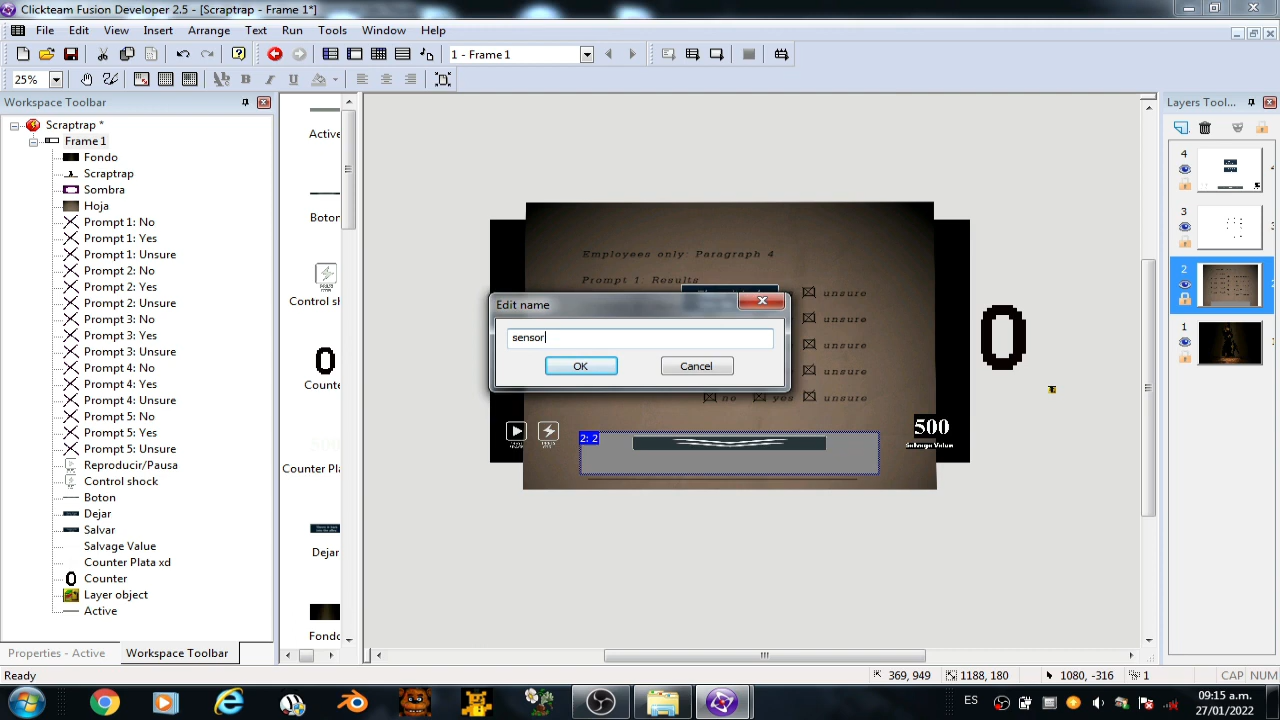 Clickteam Fusion Developer 2.5 - [Scraptrap - Frame 1*]
File Edit View Insert Arrange Text Run Tools Window Help
1 - Frame 1
25%
B I U
Workspace Toolbar
Scraptrap *
Frame 1
Fondo
Scraptrap
Sombra
Hoja
Prompt 1: No
Prompt 1: Yes
Prompt 1: Unsure
Prompt 2: No
Prompt 2: Yes
Prompt 2: Unsure
Prompt 3: No
Prompt 3: Yes
Prompt 3: Unsure
Prompt 4: No
Prompt 4: Yes
Prompt 4: Unsure
Prompt 5: No
Prompt 5: Yes
Prompt 5: Unsure
Reproducir/Pausa
Control shock
Boton
Dejar
Salvar
Salvage Value
Counter Plata xd
Counter
Layer object
Active
Properties - Active
Workspace Toolbar
Active
Boton
Control sh
0
Counte
Counter Pla
Dejar
Fondo
Employees only: Paragraph 4
Prompt 1: Results
unsure
unsure
unsure
unsure
no yes unsure
Edit name
sensor
OK Cancel
2: 2
500
Salvage Value
0
Layers Tool...
4
3
2
1
Ready
369, 949
1188, 180
1080, -316
1
CAP NUM
ES
09:15 a.m.
27/01/2022